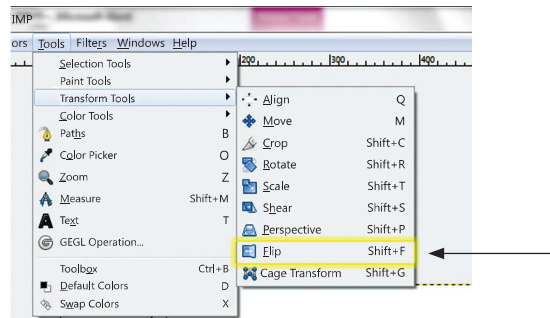 IMP
ors Tools Filters Windows Help
200 300 400
Selection Tools
Paint Tools
Transform Tools
Color Tools
Paths B
Color Picker O
Zoom Z
Measure Shift+M
Text T
GEGL Operation...
Toolbox Ctrl+B
Default Colors D
Swap Colors X
Align Q
Move M
Crop Shift+C
Rotate Shift+R
Scale Shift+T
Shear Shift+S
Perspective Shift+P
Flip Shift+F
Cage Transform Shift+G